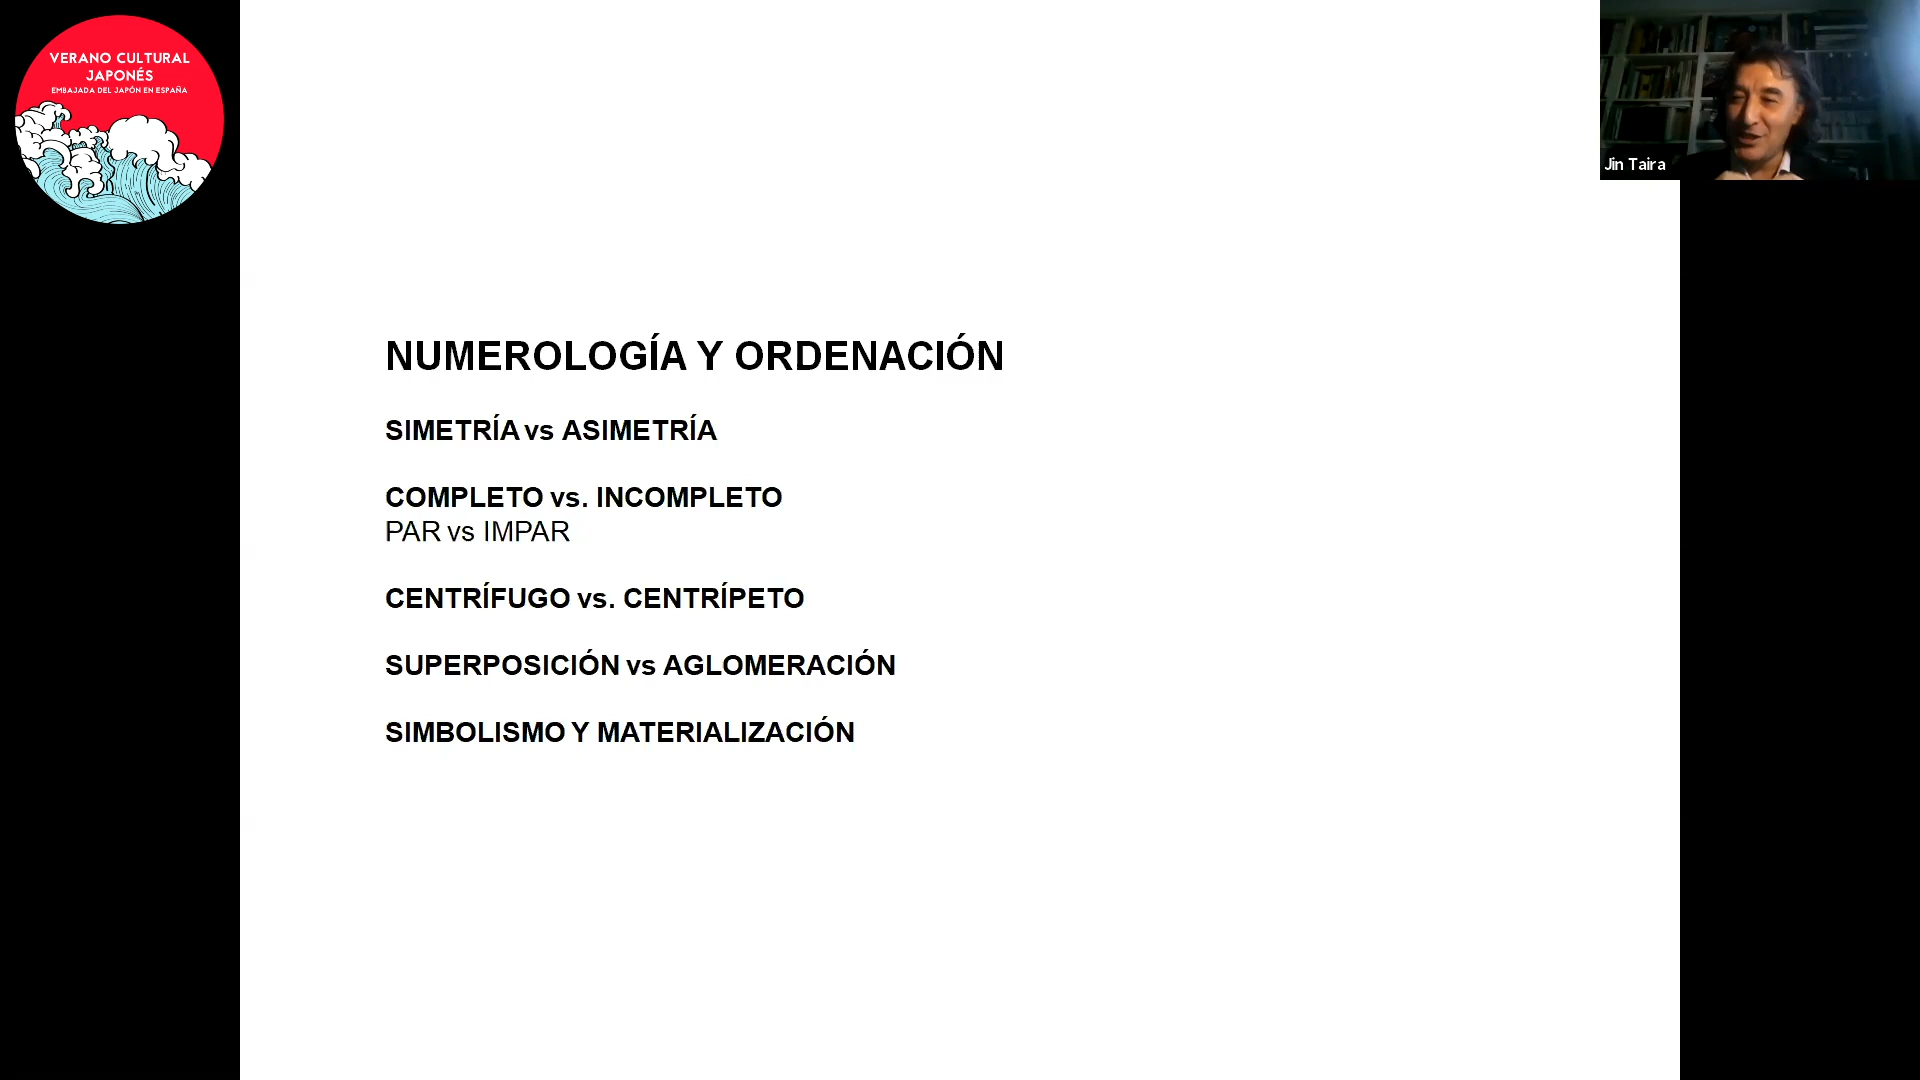 VERANO CULTURAL
JAPONÉS
EMBAJADA DEL JAPÓN EN ESPAÑA
Jin Taira
NUMEROLOGÍA Y ORDENACIÓN
SIMETRÍA vs ASIMETRÍA
COMPLETO vs. INCOMPLETO
PAR vs IMPAR
CENTRÍFUGO vs. CENTRÍPETO
SUPERPOSICIÓN vs AGLOMERACIÓN
SIMBOLISMO Y MATERIALIZACIÓN